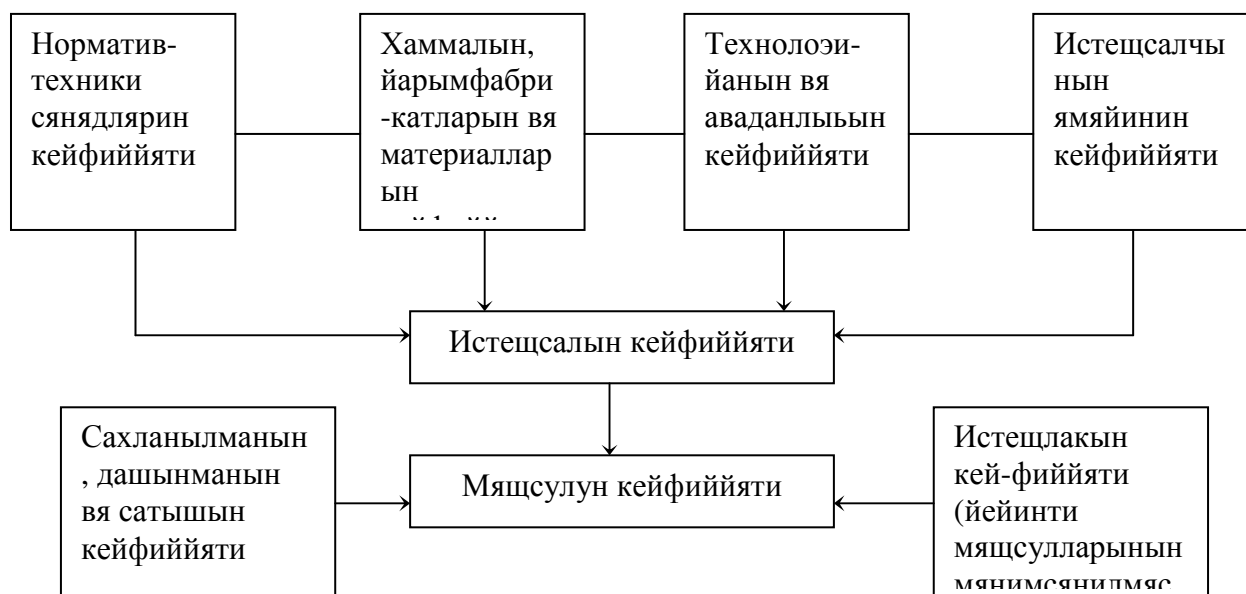 Норматив-
техники
сянядлярин
кейфиййяти
Хаммалын,
йарымфабри
-катларын вя
материаллар
ын
Технолоэи-
йанын вя
аваданлыьын
кейфиййяти
Истещсалчы
нын
ямяйинин
кейфиййяти
Истещсалын кейфиййяти
Сахланылманын
, дашынманын
вя сатышын
кейфиййяти
Мящсулун кейфиййяти
Истещлакын
кей-фиййяти
(йейинти
мящсулларынын
мянимсянилмяс